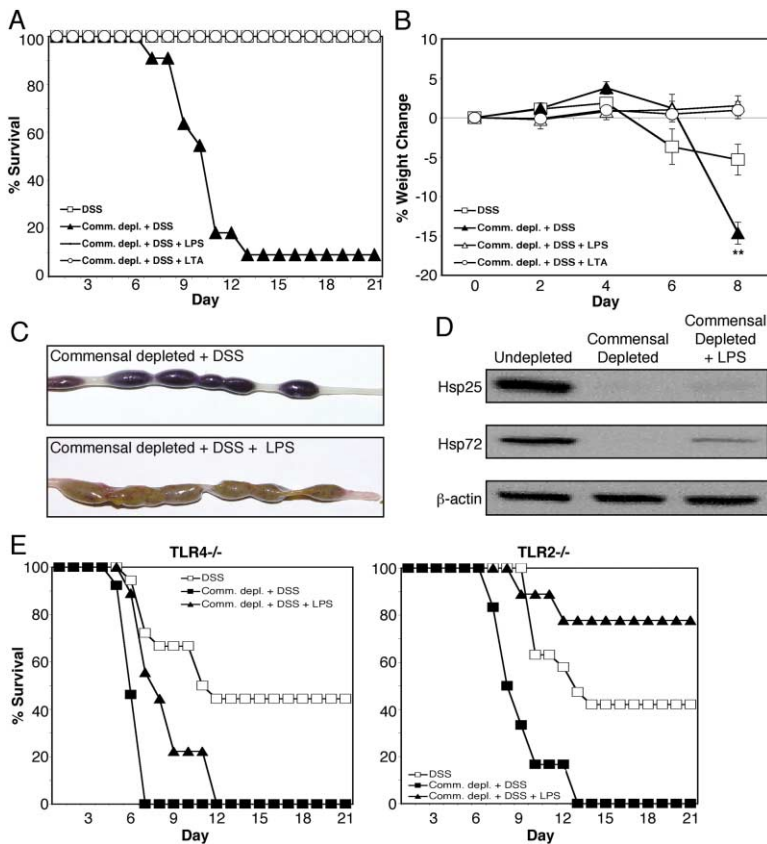 A
% Survival
100
80
60
40
20
0
DSS
Comm. depl. + DSS
Comm. depl. + DSS + LPS
Comm. depl. + DSS + LTA
3 6 9 12 15 18 21
Day
B
% Weight Change
10
5
0
-5
-10
-15
-20
DSS
Comm. depl. + DSS
Comm. depl. + DSS + LPS
Comm. depl. + DSS + LTA
**
0 2 4 6 8
Day
C
Commensal depleted + DSS
Commensal depleted + DSS + LPS
D
Undepleted
Commensal
Depleted
Commensal
Depleted
+ LPS
Hsp25
Hsp72
β-actin
E
TLR4-/-
% Survival
100
80
60
40
20
0
DSS
Comm. depl. + DSS
Comm. depl. + DSS + LPS
3 6 9 12 15 18 21
Day
TLR2-/-
% Survival
100
80
60
40
20
0
DSS
Comm. depl. + DSS
Comm. depl. + DSS + LPS
3 6 9 12 15 18 21
Day